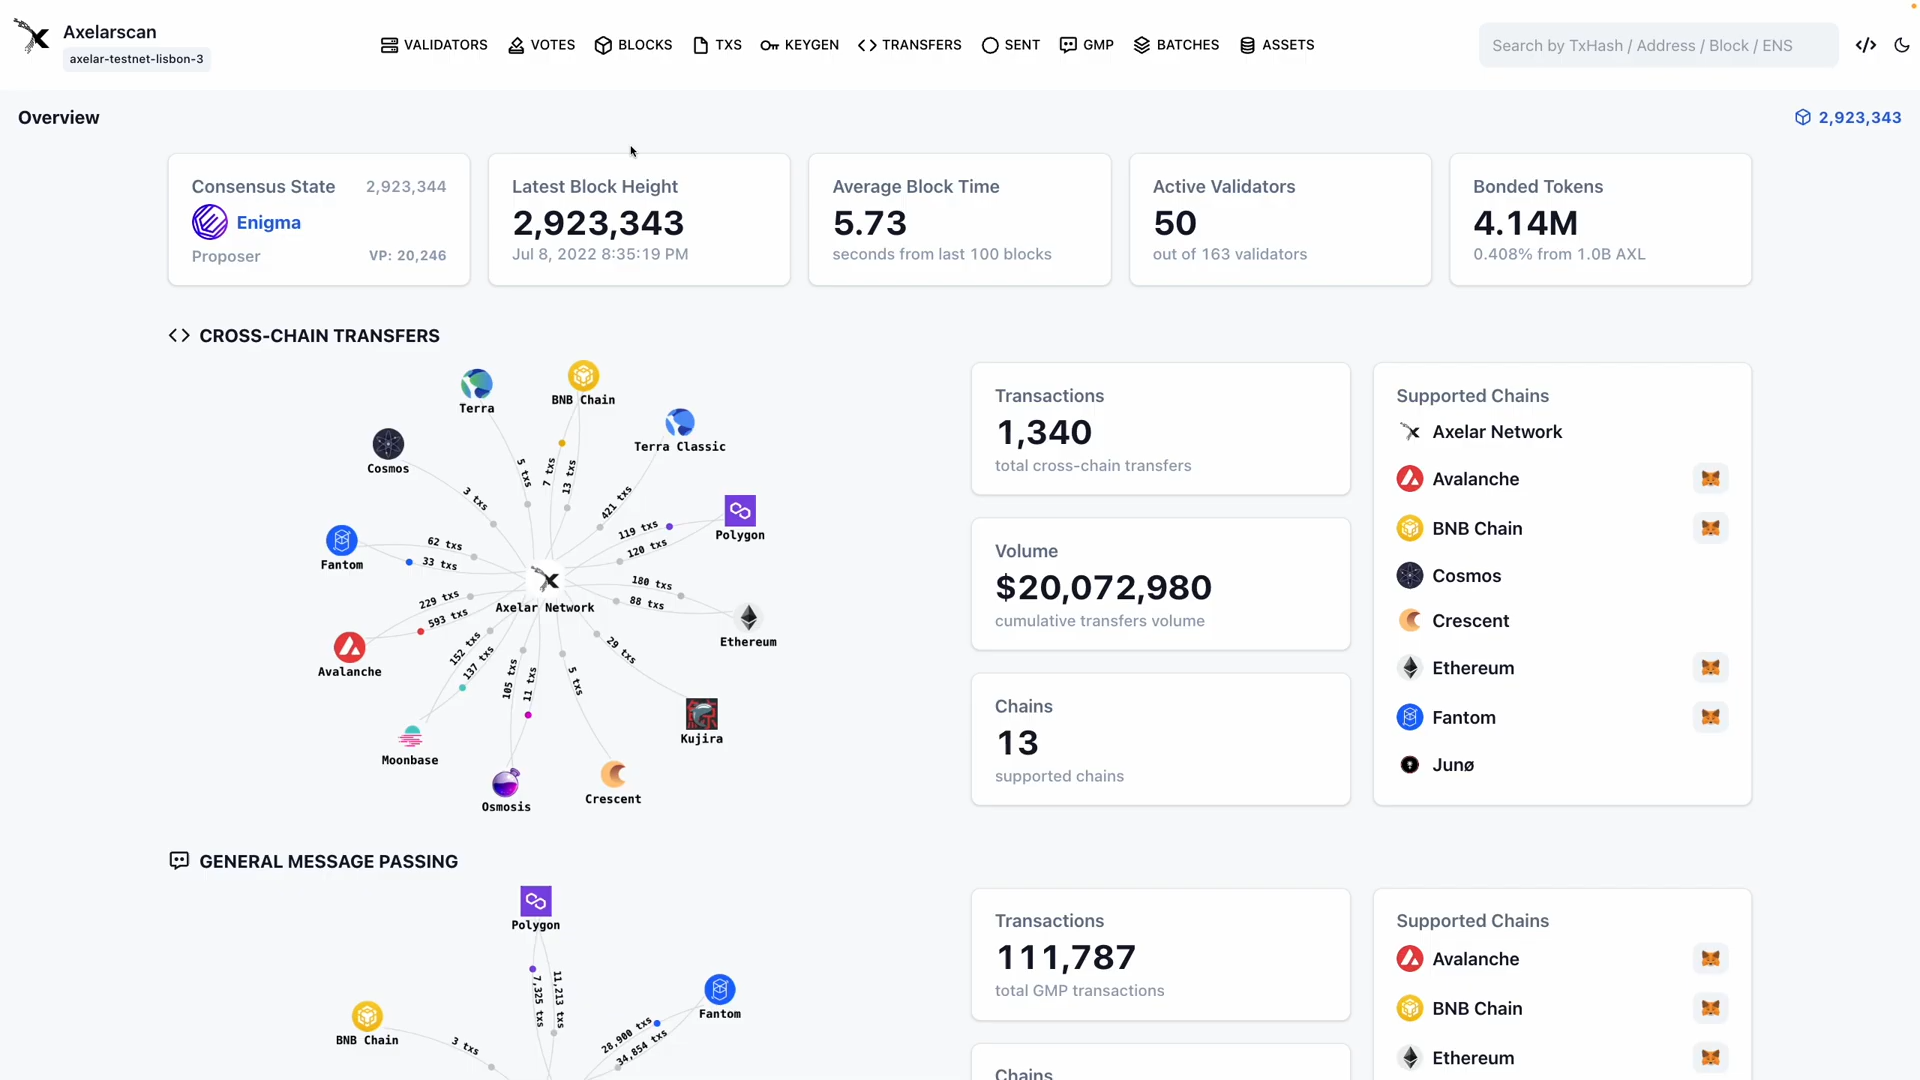 Axelarscan
axelar-testnet-lisbon-3
VALIDATORS
VOTES
BLOCKS
TXS
KEYGEN
TRANSFERS
SENT
GMP
BATCHES
ASSETS
Search by TxHash / Address / Block / ENS
Overview
2,923,343
Consensus State
2,923,344
Enigma
Proposer
VP: 20,246
Latest Block Height
2,923,343
Jul 8, 2022 8:35:19 PM
Average Block Time
5.73
seconds from last 100 blocks
Active Validators
50
out of 163 validators
Bonded Tokens
4.14M
0.408% from 1.0B AXL
CROSS-CHAIN TRANSFERS
Terra
BNB Chain
Terra Classic
Cosmos
Polygon
Fantom
Axelar Network
Ethereum
Avalanche
Kujira
Moonbase
Osmosis
Crescent
5 txs
7 txs
13 txs
421 txs
3 txs
119 txs
120 txs
62 txs
33 txs
180 txs
88 txs
229 txs
593 txs
152 txs
137 txs
105 txs
11 txs
5 txs
29 txs
Transactions
1,340
total cross-chain transfers
Volume
$20,072,980
cumulative transfers volume
Chains
13
supported chains
Supported Chains
Axelar Network
Avalanche
BNB Chain
Cosmos
Crescent
Ethereum
Fantom
Junø
GENERAL MESSAGE PASSING
Polygon
Fantom
BNB Chain
7,325 txs
11,213 txs
28,900 txs
34,854 txs
3 txs
Transactions
111,787
total GMP transactions
Chains
Supported Chains
Avalanche
BNB Chain
Ethereum